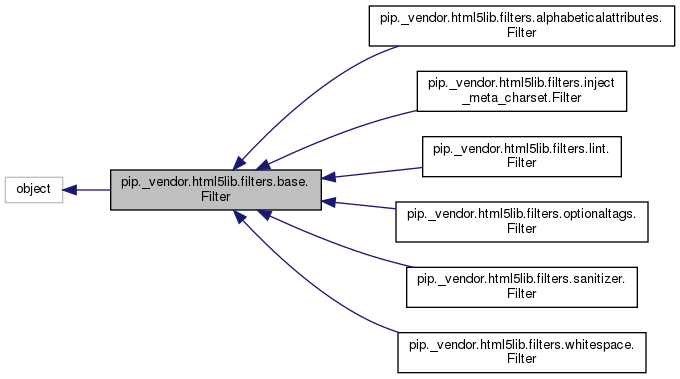 pip._vendor.html5lib.filters.alphabeticalattributes.
Filter
pip._vendor.html5lib.filters.inject
_meta_charset.Filter
pip._vendor.html5lib.filters.lint.
Filter
object
pip._vendor.html5lib.filters.base.
Filter
pip._vendor.html5lib.filters.optionaltags.
Filter
pip._vendor.html5lib.filters.sanitizer.
Filter
pip._vendor.html5lib.filters.whitespace.
Filter